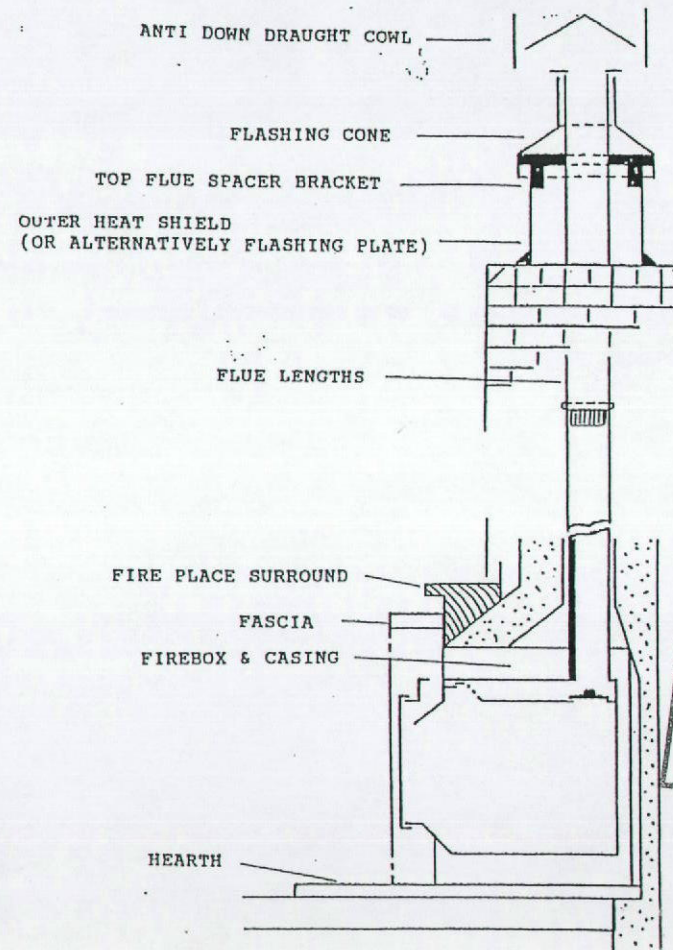 ANTI DOWN DRAUGHT COWL
FLASHING CONE
TOP FLUE SPACER BRACKET
OUTER HEAT SHIELD
(OR ALTERNATIVELY FLASHING PLATE)
FLUE LENGTHS
FIRE PLACE SURROUND
FASCIA
FIREBOX & CASING
HEARTH